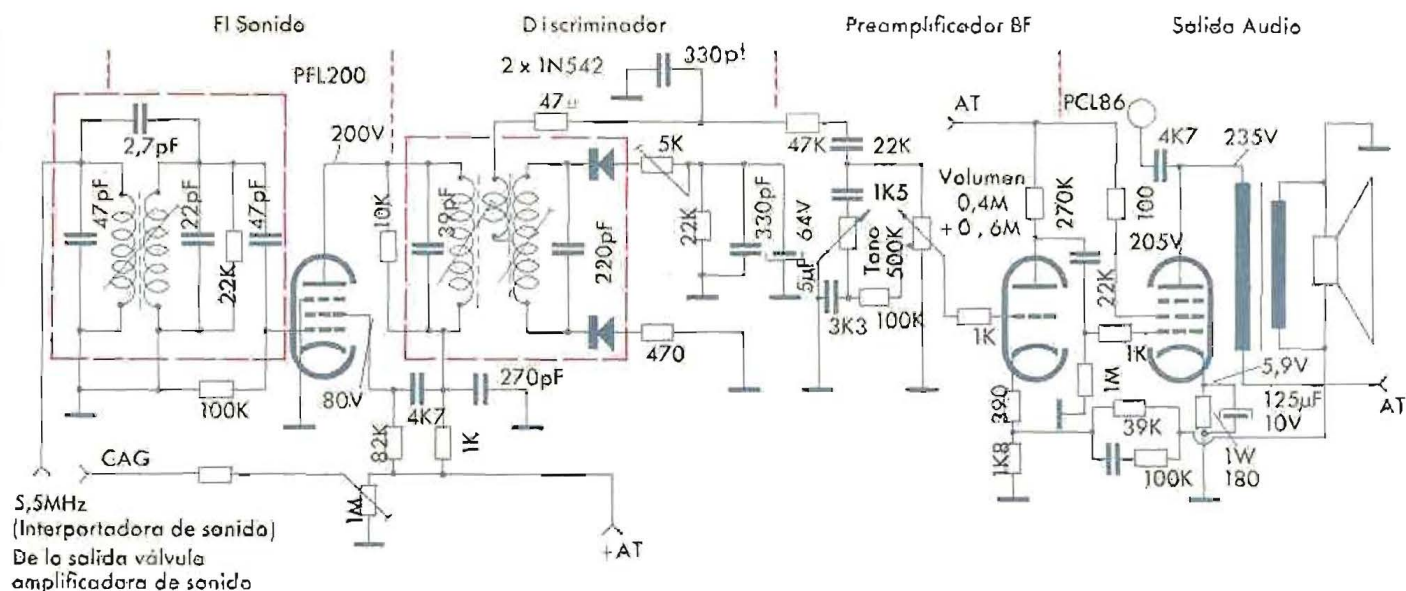 FI Sonido
Discriminador
Preamplificador BF
Salida Audio
PFL200
2 x 1N542
330pf
AT
PCL86
47Ω
2,7pF
200V
5K
47K
22K
4K7
235V
47pF
22pF
47pF
22K
10K
39pF
220pF
22K
330pF
64V
5µF
1K5
Tono
500K
Volumen
0,4M
+0,6M
270K
100
205V
22K
3K3
100K
1K
1K
470
270pF
80V
100K
4K7
82K
1K
390
1M
5,9V
125µF
10V
AT
39K
1K8
100K
1W
180
CAG
1M
+AT
5,5MHz
(Interportadora de sonido)
De la salida válvula
amplificadora de sonido